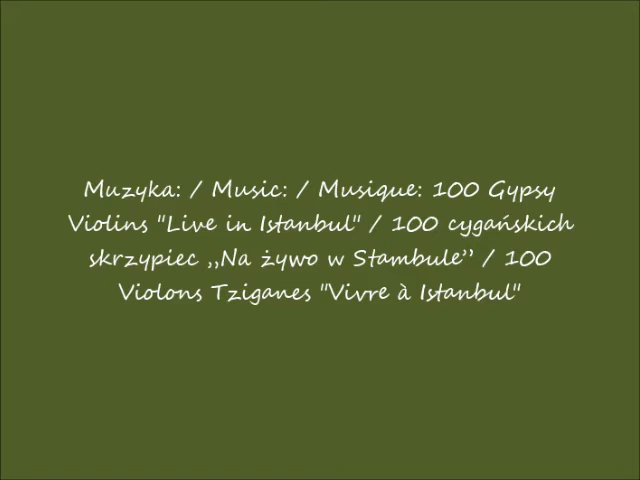 Muzyka: / Music: / Musique: 100 Gypsy
Violins "Live in Istanbul" / 100 cygańskich
skrzypiec „Na żywo w Stambule” / 100
Violons Tziganes "Vivre à Istanbul"